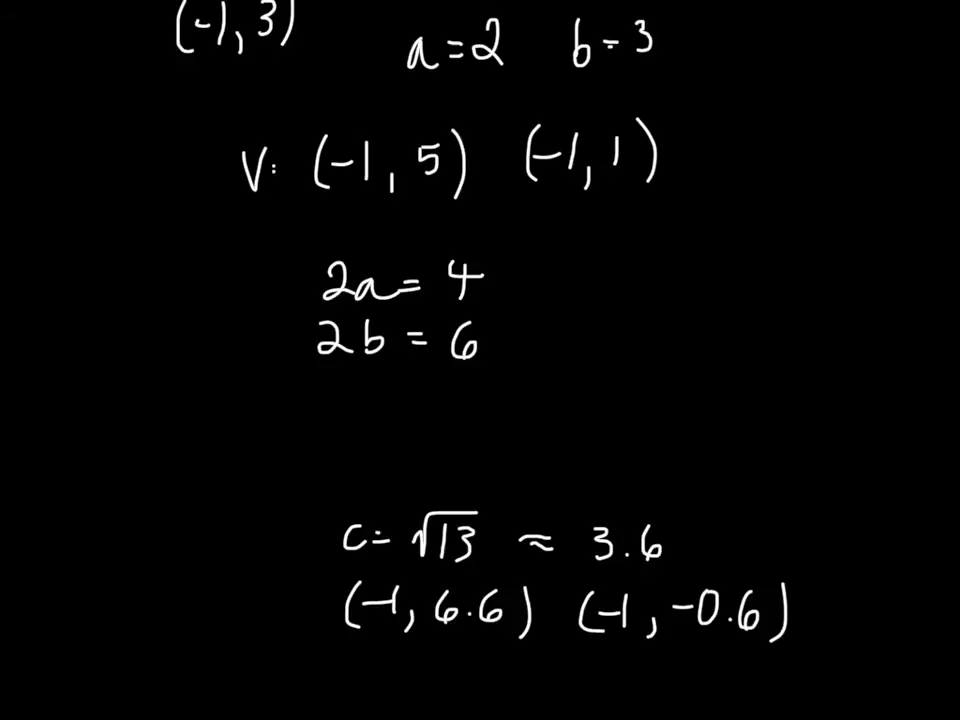 (-1, 3) a = 2 b = 3
V: (-1, 5) (-1, 1)
2a = 4
2b = 6
c = √13 ≈ 3.6
(-1, 6.6) (-1, -0.6)